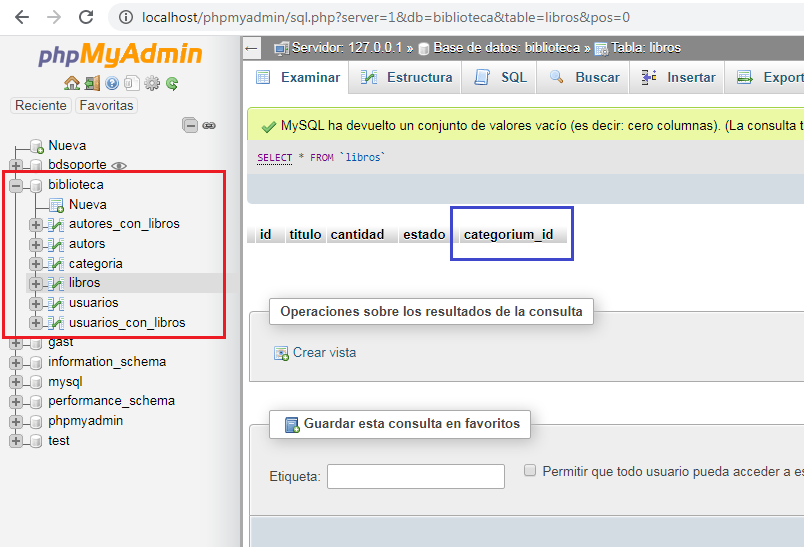 localhost/phpmyadmin/sql.php?server=1&db=biblioteca&table=libros&pos=0
phpMyAdmin
Reciente Favoritas
Nueva
bdsoporte
biblioteca
Nueva
autores_con_libros
autors
categoria
libros
usuarios
usuarios_con_libros
gast
information_schema
mysql
performance_schema
phpmyadmin
test
Servidor: 127.0.0.1 » Base de datos: biblioteca » Tabla: libros
Examinar Estructura SQL Buscar Insertar Export
MySQL ha devuelto un conjunto de valores vacío (es decir: cero columnas). (La consulta t
SELECT * FROM `libros`
id titulo cantidad estado categorium_id
Operaciones sobre los resultados de la consulta
Crear vista
Guardar esta consulta en favoritos
Etiqueta: Permitir que todo usuario pueda acceder a es